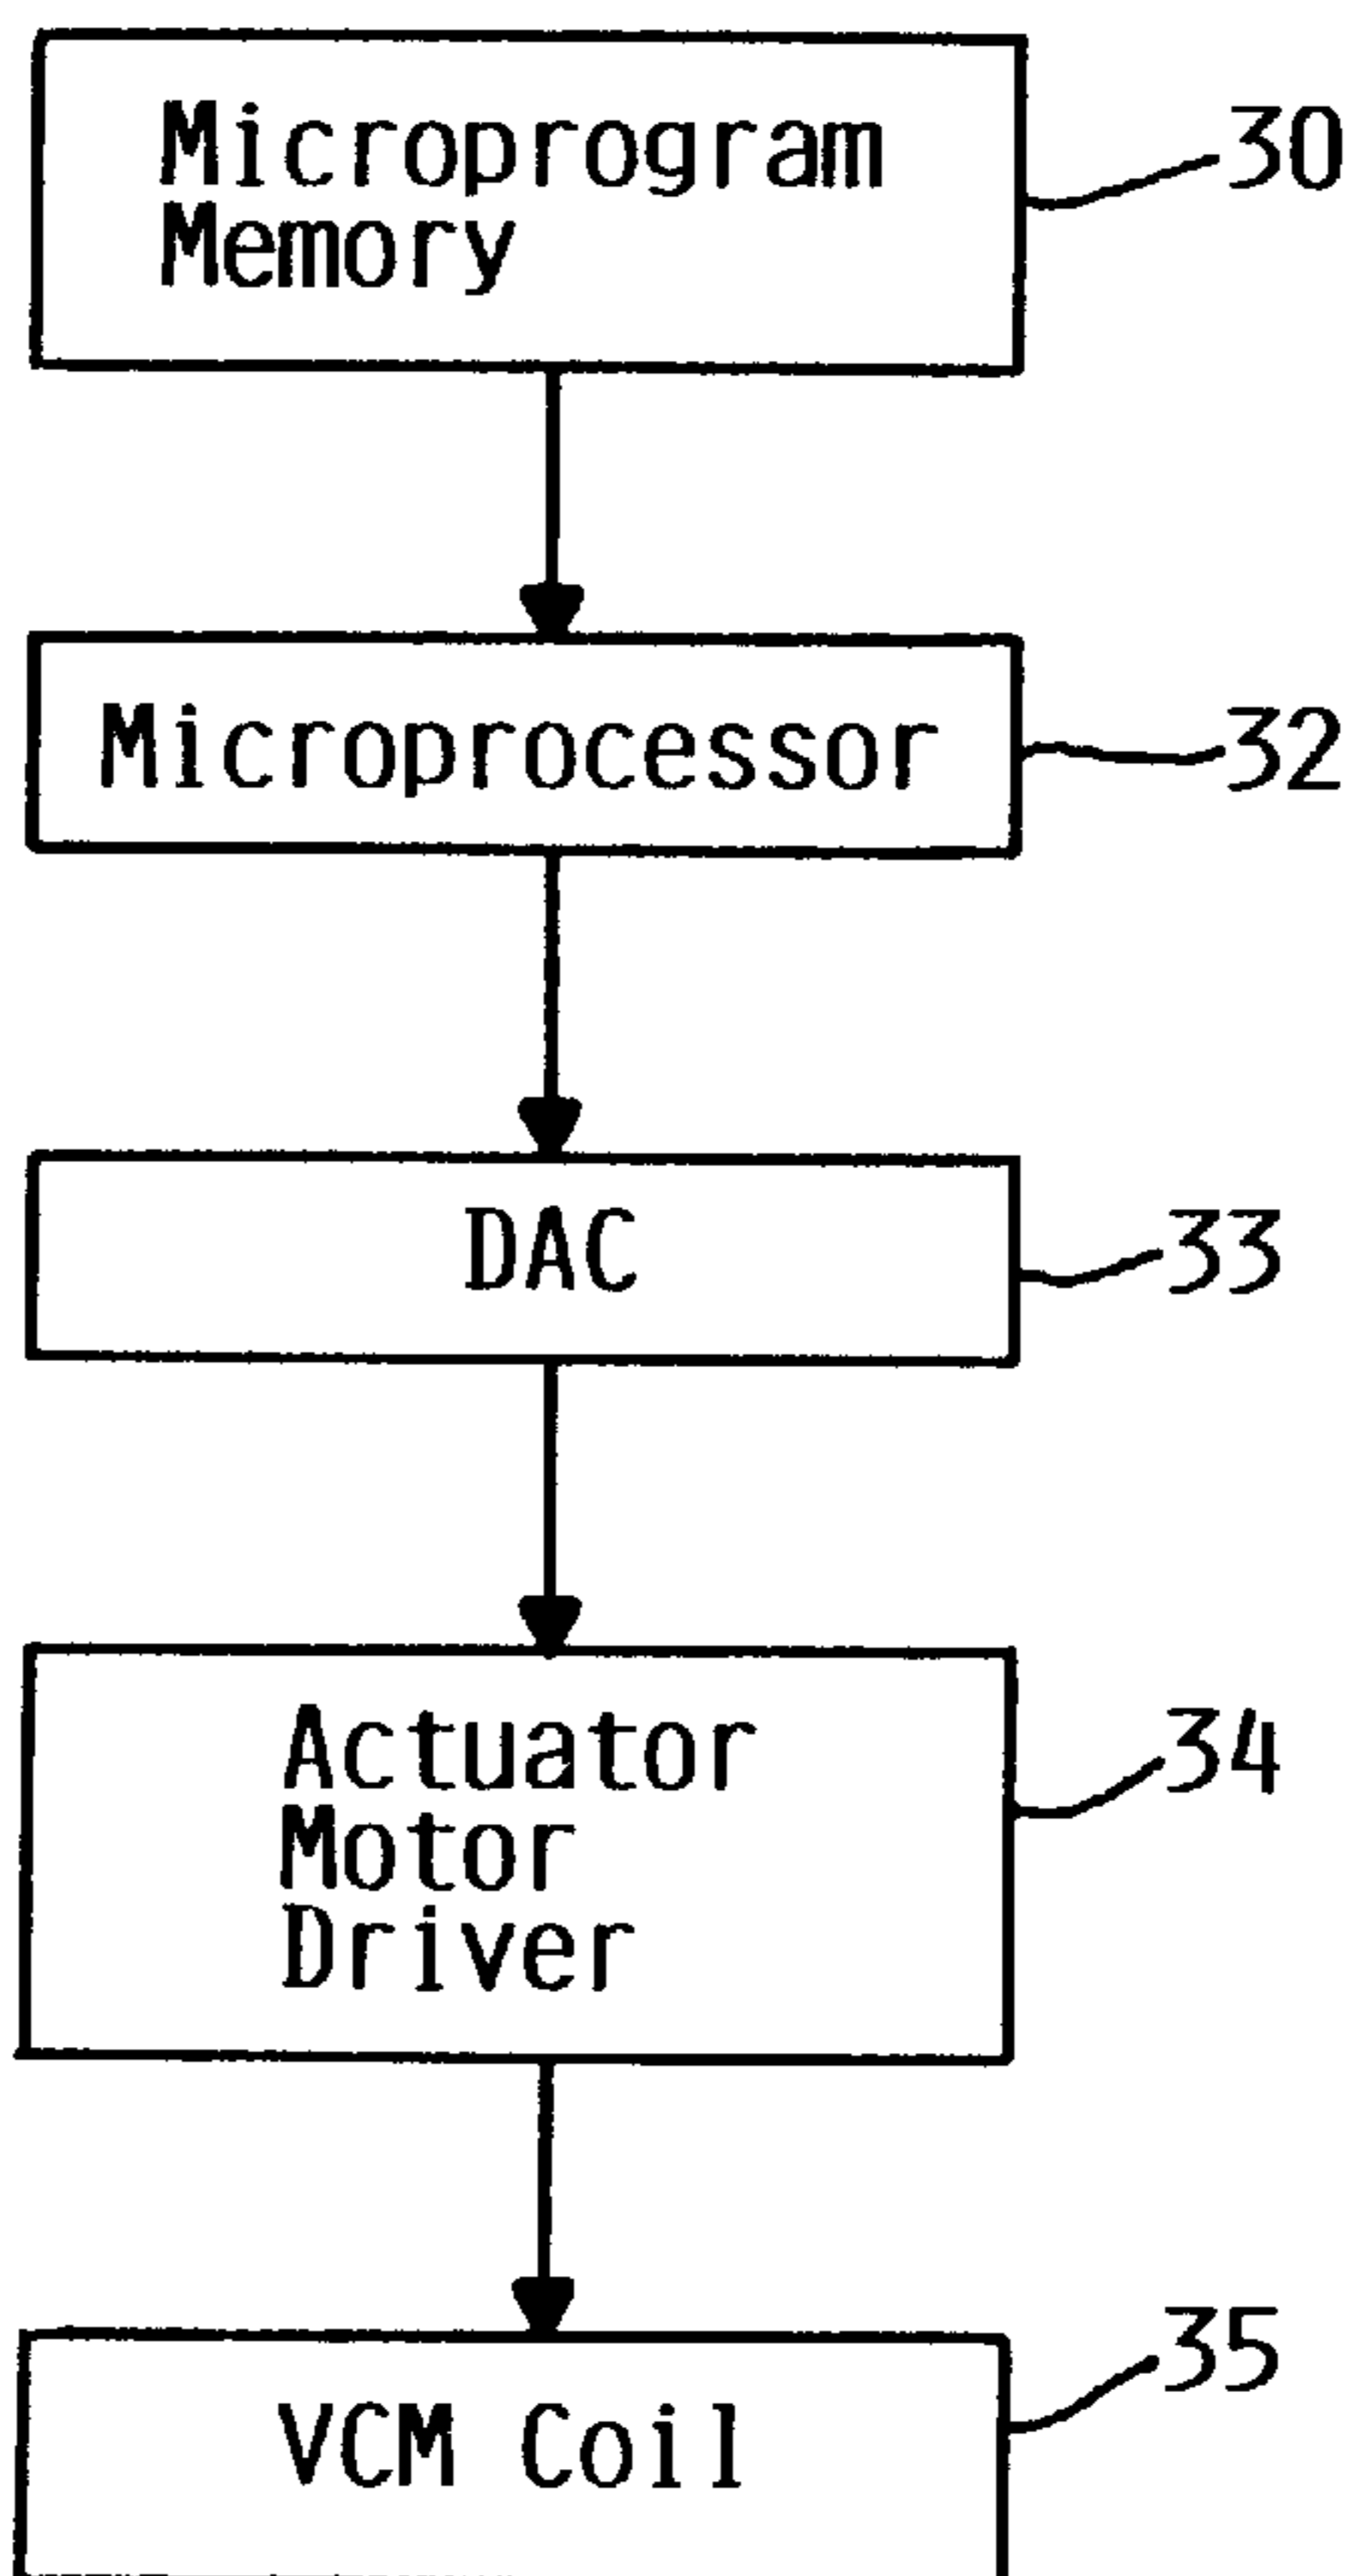 Microprogram
Memory
30
Microprocessor
32
DAC
33
Actuator
Motor
Driver
34
VCM Coil
35